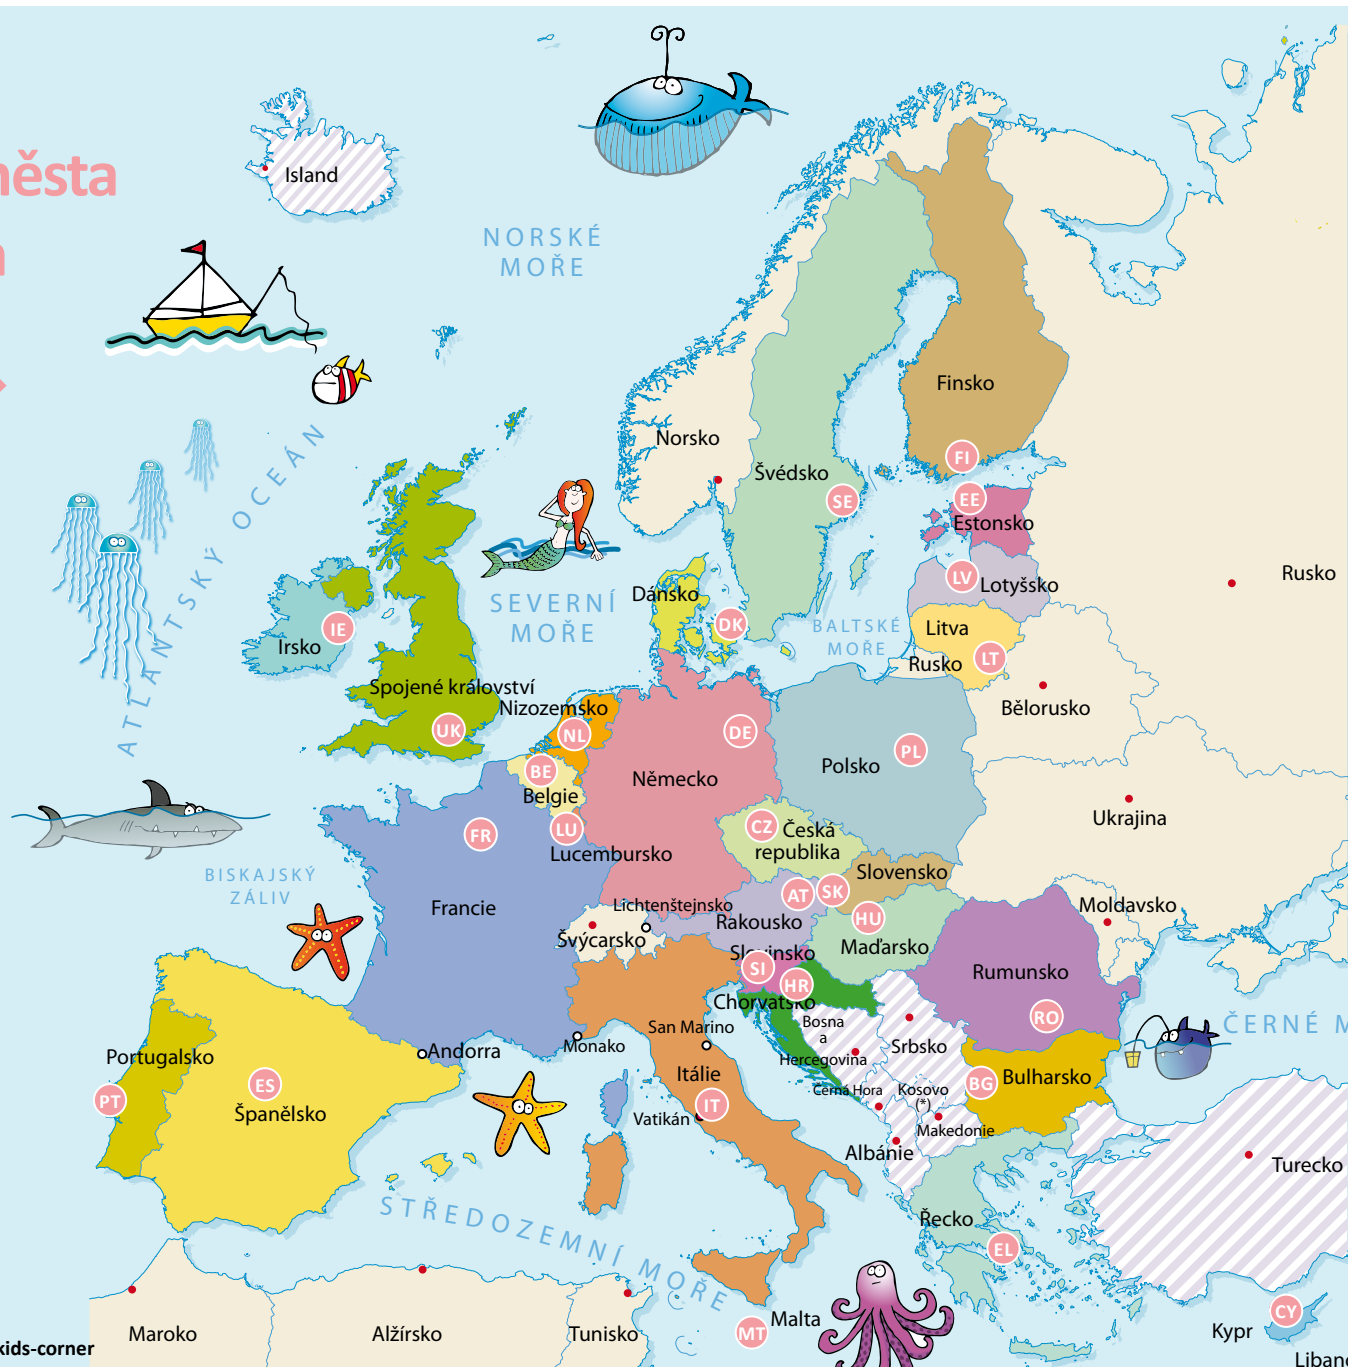 města
Island
NORSKÉ
MOŘE
Finsko
Norsko
FI
Švédsko
SE
EE
Estonsko
ATLANTSKÝ OCEÁN
LV
Lotyšsko
Rusko
SEVERNÍ
MOŘE
Dánsko
DK
BALTSKÉ
MOŘE
Litva
LT
Rusko
IE
Irsko
Spojené království
UK
Nizozemsko
NL
DE
Bělorusko
PL
Polsko
BE
Belgie
Německo
Ukrajina
FR
LU
Lucembursko
CZ
Česká
republika
BISKAJSKÝ
ZÁLIV
Slovensko
SK
AT
Rakousko
Francie
Lichtenštejnsko
Švýcarsko
HU
Maďarsko
Moldavsko
Slovinsko
SI
HR
Chorvatsko
Rumunsko
RO
San Marino
Bosna
a
Hercegovina
Srbsko
ČERNÉ M
Monako
Andorra
Portugalsko
PT
ES
Španělsko
Itálie
IT
Vatikán
Černá Hora
Kosovo
(*)
BG
Bulharsko
Makedonie
Albánie
Turecko
STŘEDOZEMNÍ MOŘE
Řecko
EL
Maroko
Alžírsko
Tunisko
MT
Malta
CY
Kypr
kids-corner